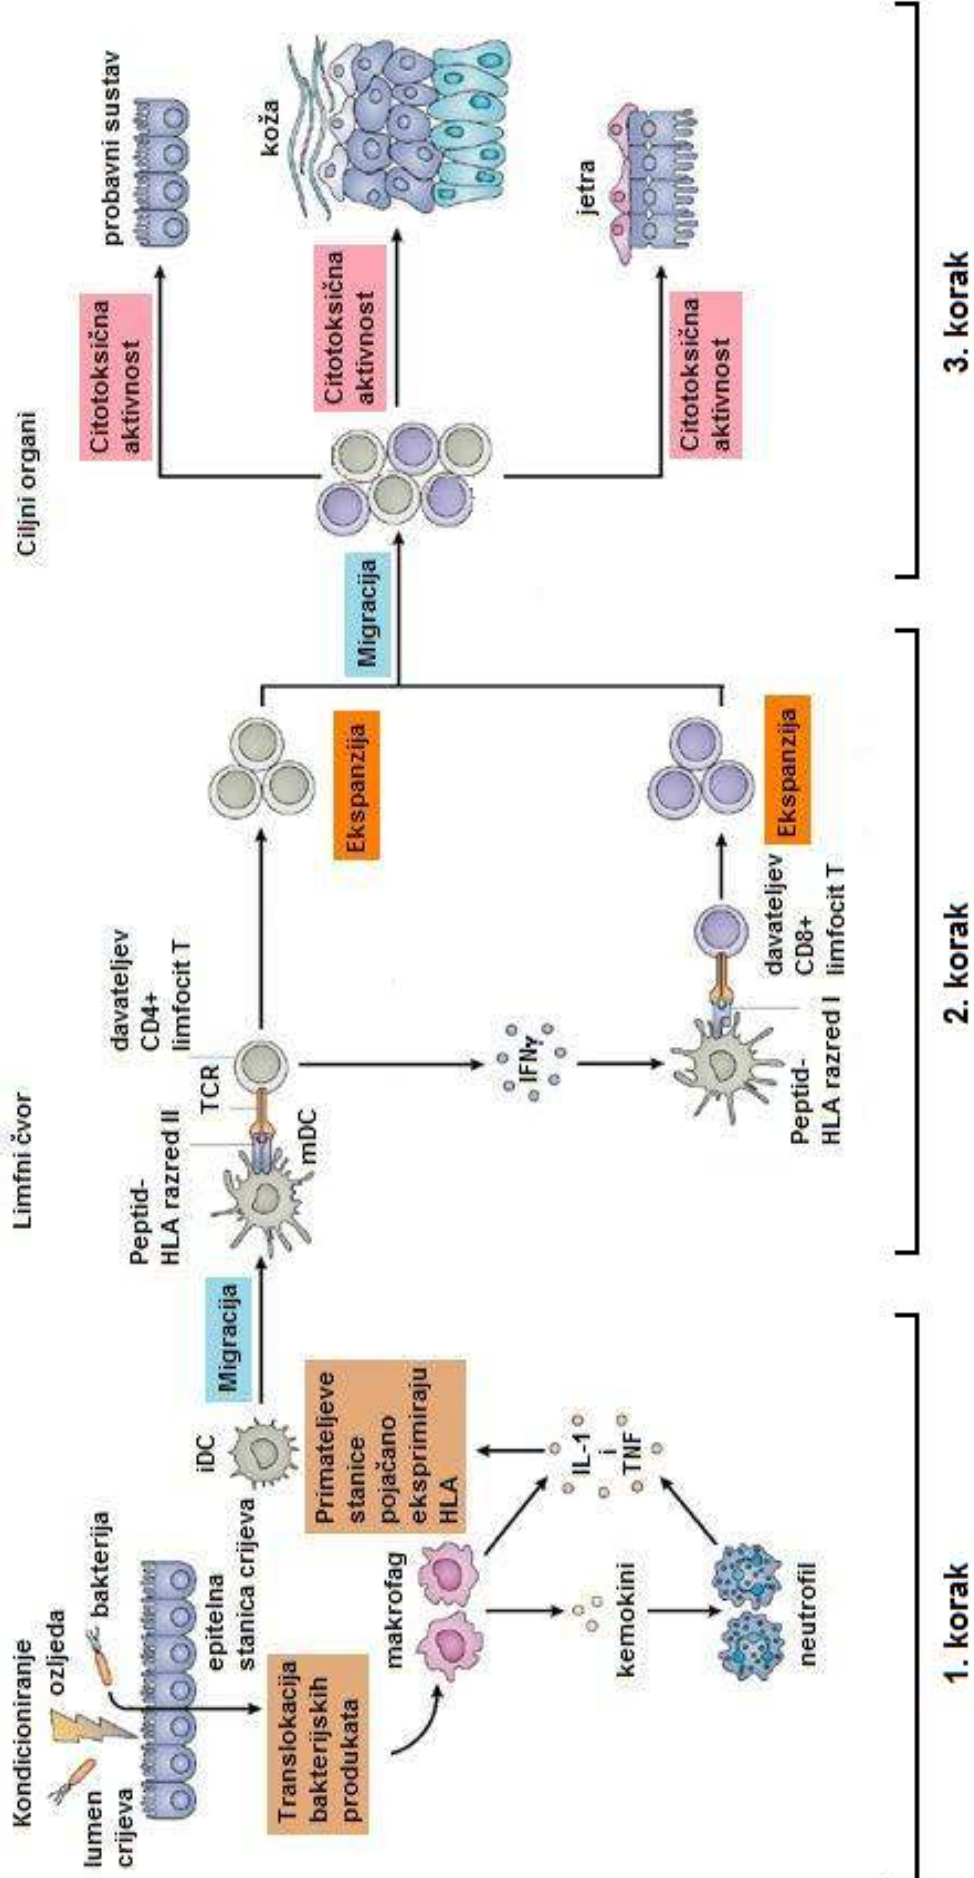 Kondicioniranje
ozljeda
bakterija
lumen
crijeva
epitelna
stanica crijeva
Translokacija
bakterijskih
produkata
makrofag
kemokini
neutrofil
IL-1
i
TNF
Primateljeve
stanice
pojačano
eksprimiraju
HLA
iDC
Migracija
1. korak
Limfni čvor
Peptid-
HLA razred II
TCR
mDC
davateljev
CD4+
limfocit T
Ekspanzija
IFNγ
Peptid-
HLA razred I
davateljev
CD8+
limfocit T
Ekspanzija
2. korak
Ciljni organi
Migracija
Citotoksična
aktivnost
probavni sustav
Citotoksična
aktivnost
koža
Citotoksična
aktivnost
jetra
3. korak